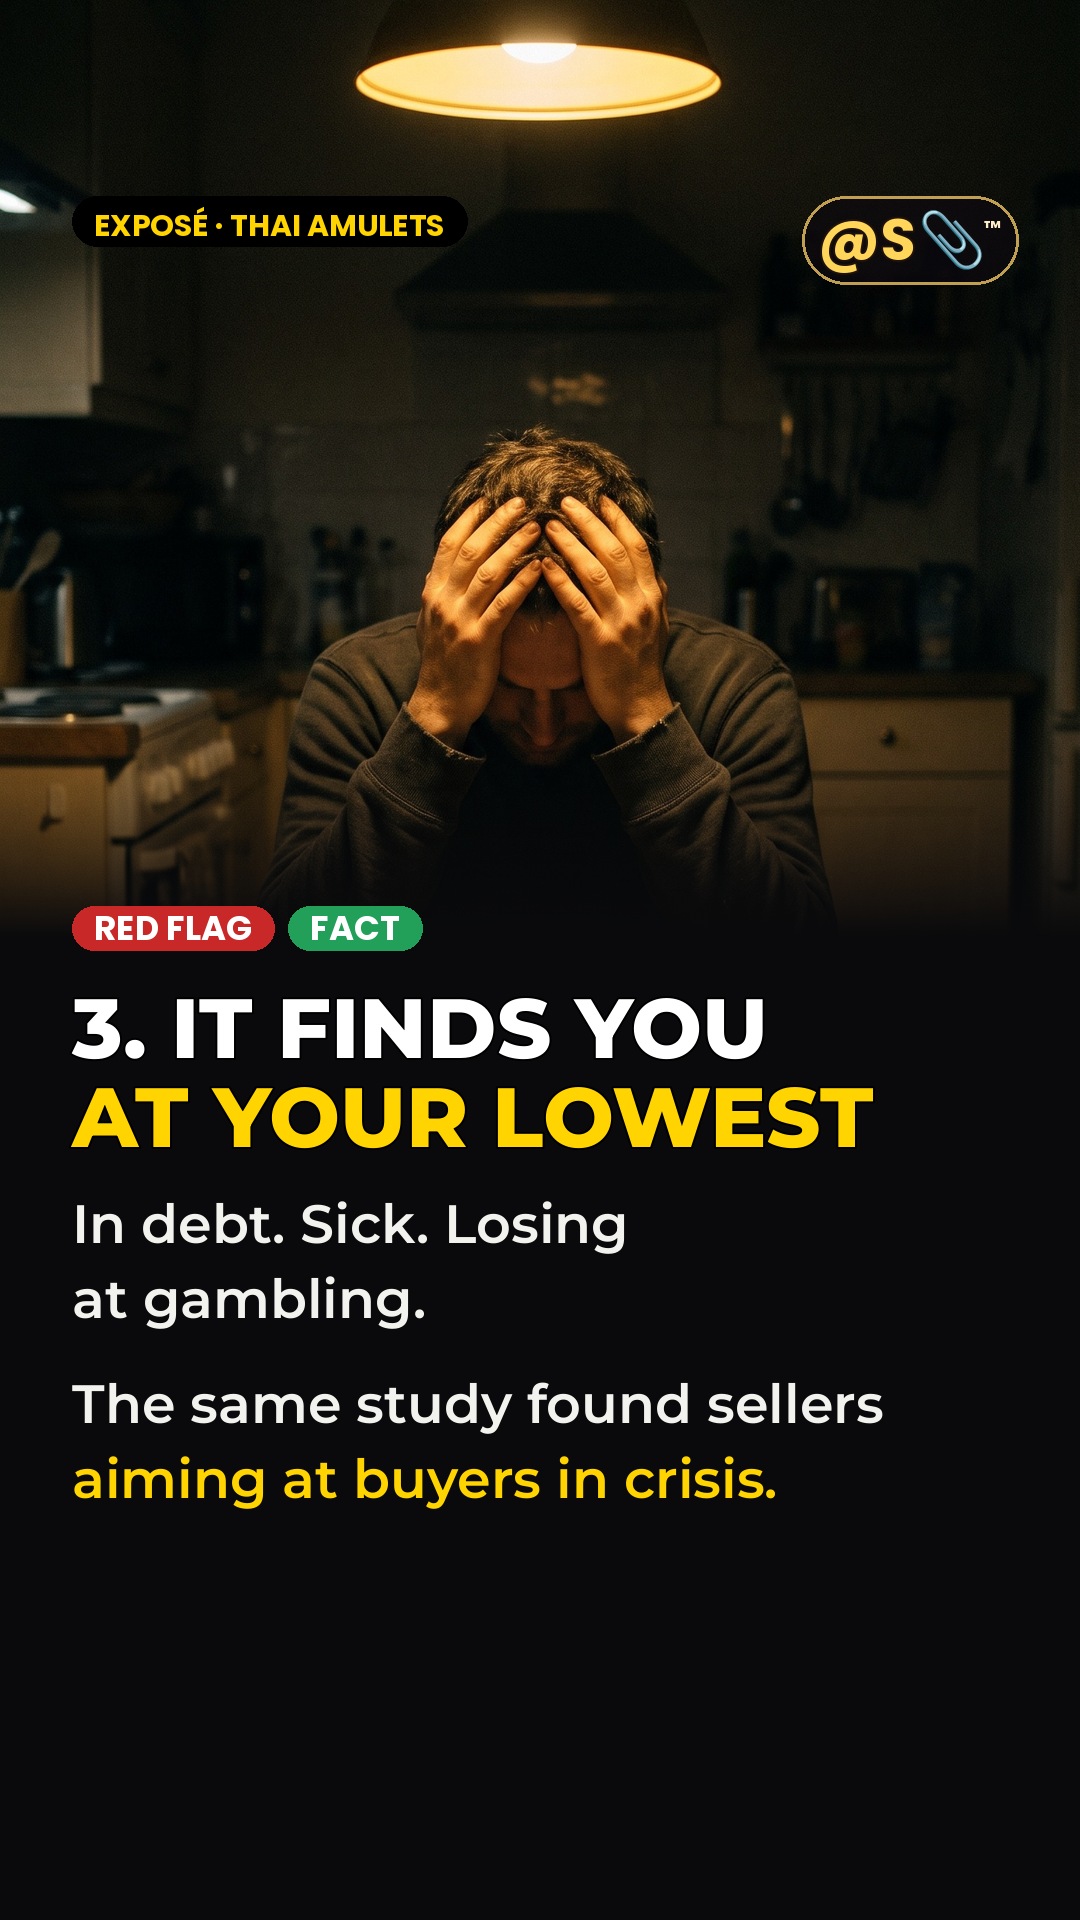 EXPOSÉ · THAI AMULETS
@S📎™
RED FLAG
FACT
3. IT FINDS YOU
AT YOUR LOWEST
In debt. Sick. Losing
at gambling.
The same study found sellers
aiming at buyers in crisis.